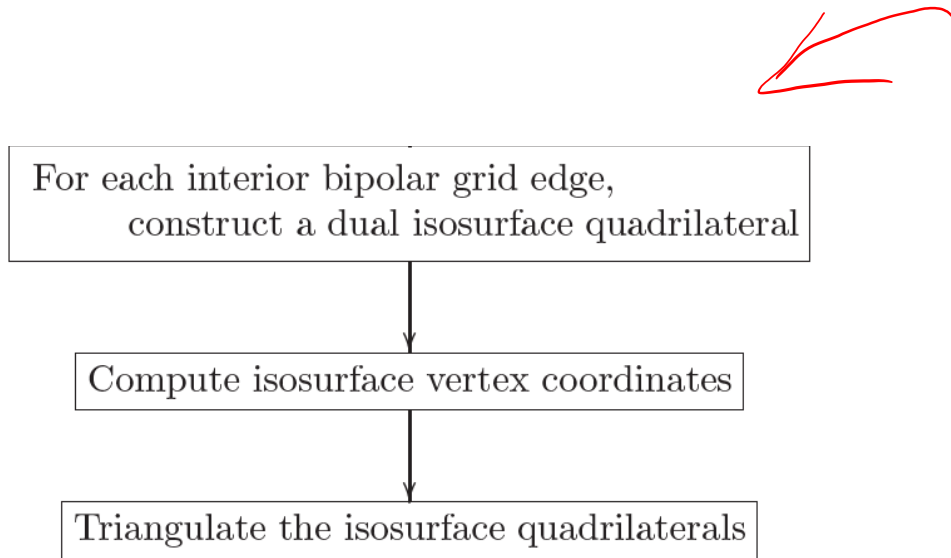 For each interior bipolar grid edge,
construct a dual isosurface quadrilateral
Compute isosurface vertex coordinates
Triangulate the isosurface quadrilaterals